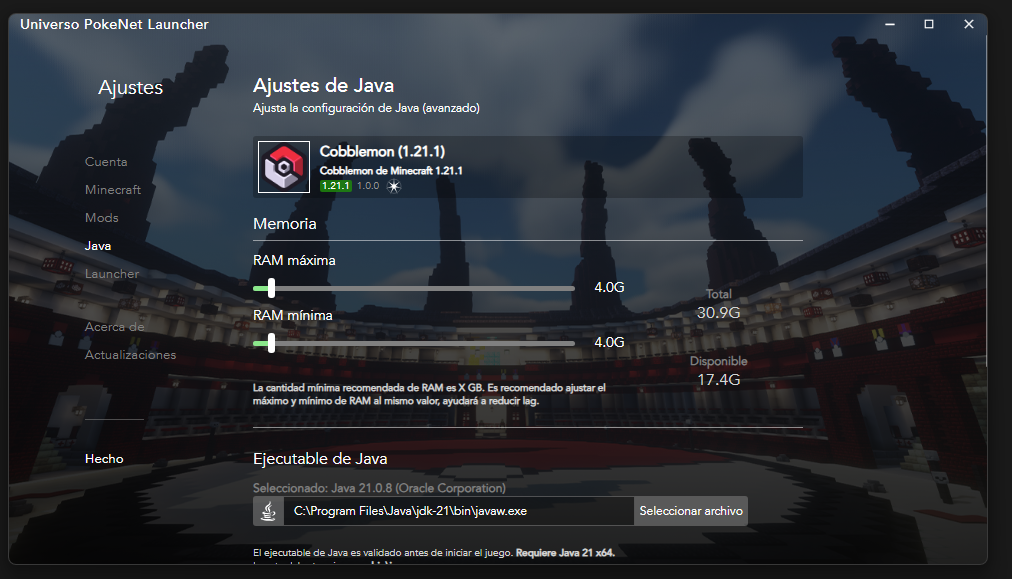 Universo PokeNet Launcher
Ajustes
Cuenta
Minecraft
Mods
Java
Launcher
Acerca de
Actualizaciones
Hecho
Ajustes de Java
Ajusta la configuración de Java (avanzado)
Cobblemon (1.21.1)
Cobblemon de Minecraft 1.21.1
1.21.1 1.0.0
Memoria
RAM máxima
4.0G
RAM mínima
4.0G
Total
30.9G
Disponible
17.4G
La cantidad mínima recomendada de RAM es X GB. Es recomendado ajustar el
máximo y mínimo de RAM al mismo valor, ayudará a reducir lag.
Ejecutable de Java
Seleccionado: Java 21.0.8 (Oracle Corporation)
C:\Program Files\Java\jdk-21\bin\javaw.exe
Seleccionar archivo
El ejecutable de Java es validado antes de iniciar el juego. Requiere Java 21 x64.